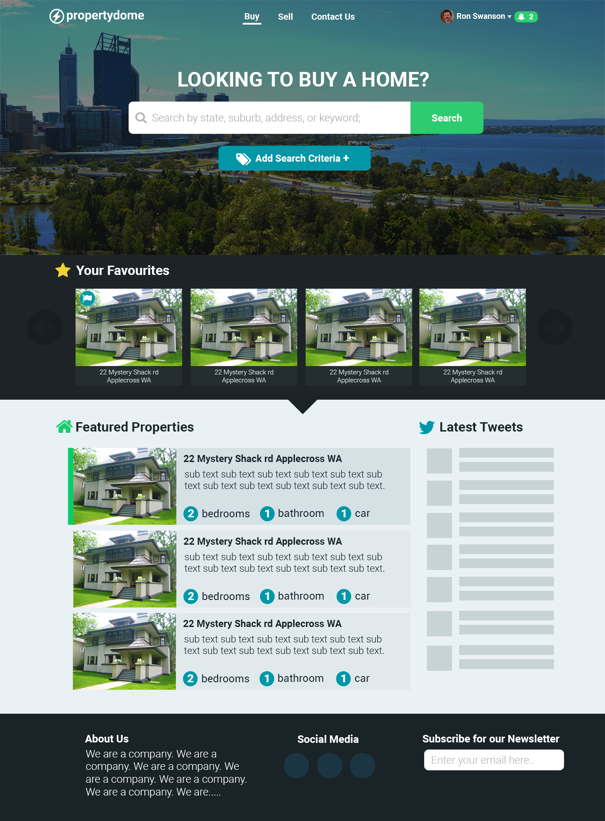 propertydome
Buy
Sell
Contact Us
Ron Swanson
2
LOOKING TO BUY A HOME?
Search by state, suburb, address, or keyword;
Search
Add Search Criteria +
Your Favourites
22 Mystery Shack rd
Applecross WA
22 Mystery Shack rd
Applecross WA
22 Mystery Shack rd
Applecross WA
22 Mystery Shack rd
Applecross WA
Featured Properties
22 Mystery Shack rd Applecross WA
sub text sub text sub text sub text sub text sub
text sub text sub text sub text sub text sub text.
2 bedrooms 1 bathroom 1 car
22 Mystery Shack rd Applecross WA
sub text sub text sub text sub text sub text sub
text sub text sub text sub text sub text sub text.
2 bedrooms 1 bathroom 1 car
22 Mystery Shack rd Applecross WA
sub text sub text sub text sub text sub text sub
text sub text sub text sub text sub text sub text.
2 bedrooms 1 bathroom 1 car
Latest Tweets
About Us
We are a company. We are a
company. We are a company. We
are a company. We are a company.
We are a company. We are.....
Social Media
Subscribe for our Newsletter
Enter your email here..